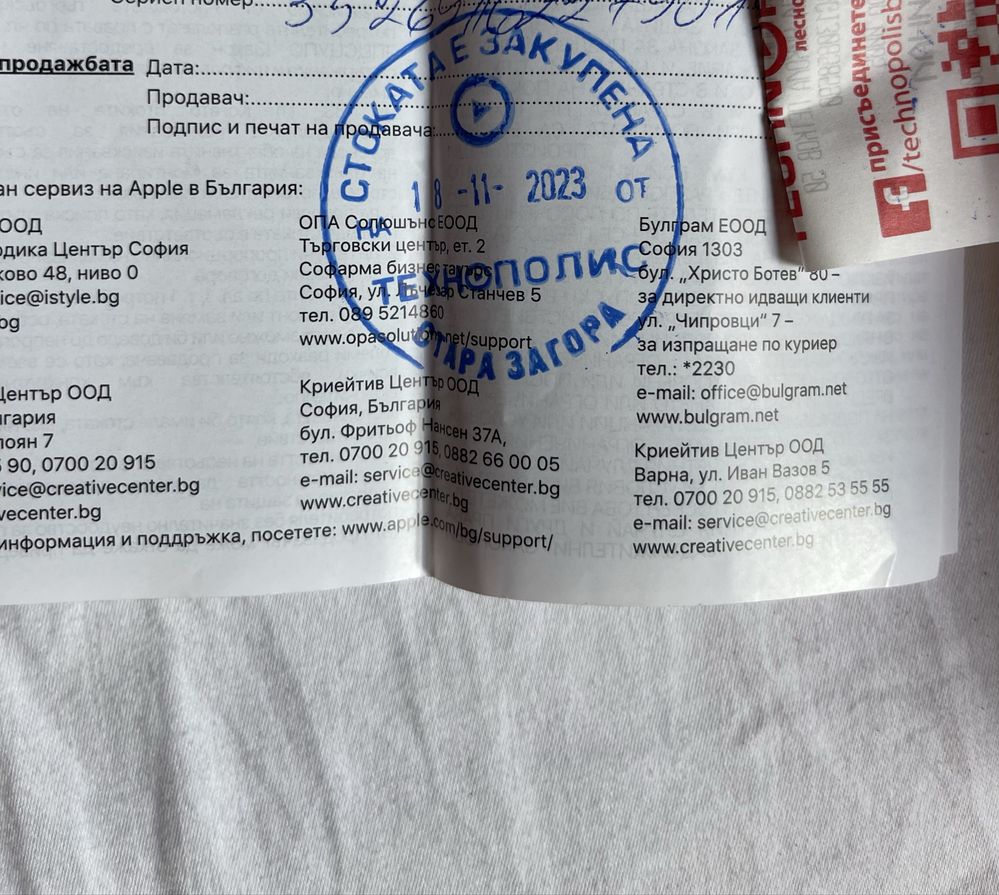 Сериен номер
продажбата Дата:
Продавач:
Подпис и печат на продавача:
СТОКАТА Е ЗАКУПЕНА
НА 18 -11- 2023 ОТ
ТЕХНОПОЛИС
СТАРА ЗАГОРА
ан сервиз на Apple в България:
ООД
одика Център София
ково 48, ниво 0
ice@istyle.bg
bg
ОПА Солюшънс ЕООД
Търговски център, ет. 2
Софарма бизнес тауърс
София, ул. Лъчезар Станчев 5
тел. 089 5214860
www.opasolutions.net/support
Булграм ЕООД
София 1303
бул. „Христо Ботев“ 80 –
за директно идващи клиенти
ул. „Чипровци“ 7 –
за изпращане по куриер
тел.: *2230
e-mail: office@bulgram.net
www.bulgram.net
Център ООД
лгария
тоян 7
5 90, 0700 20 915
vice@creativecenter.bg
vecenter.bg
Криейтив Център ООД
София, България
бул. Фритьоф Нансен 37А,
тел. 0700 20 915, 0882 66 00 05
e-mail: service@creativecenter.bg
www.creativecenter.bg
Криейтив Център ООД
Варна, ул. Иван Вазов 5
тел. 0700 20 915, 0882 53 55 55
e-mail: service@creativecenter.bg
www.creativecenter.bg
информация и поддръжка, посетете: www.apple.com/bg/support/
лесно
присъединете
/technopolisb